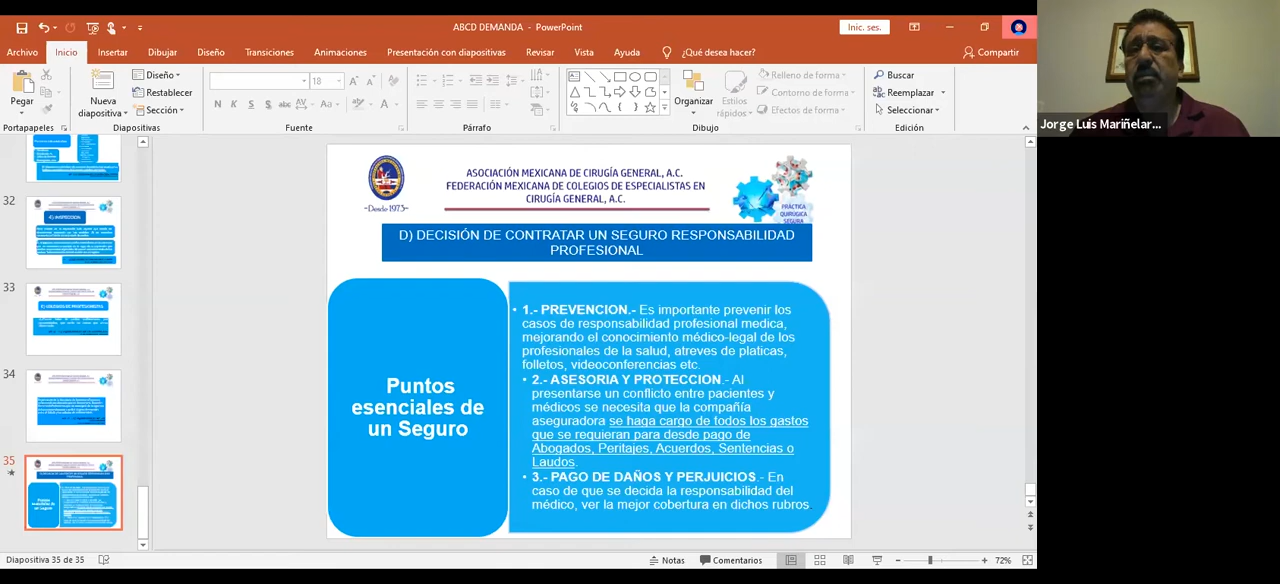 ABCD DEMANDA - PowerPoint
Inic. ses.
Archivo Inicio Insertar Dibujar Diseño Transiciones Animaciones Presentación con diapositivas Revisar Vista Ayuda ¿Qué desea hacer? Compartir
Pegar
Nueva
diapositiva
Diseño
Restablecer
Sección
18
N K S S abc AV Aa A
Organizar
Estilos
rápidos
Relleno de forma
Contorno de forma
Efectos de forma
Buscar
Reemplazar
Seleccionar
Portapapeles Diapositivas Fuente Párrafo Dibujo Edición
Jorge Luis Mariñelar...
32
33
34
35
ASOCIACIÓN MEXICANA DE CIRUGÍA GENERAL, A.C.
FEDERACIÓN MEXICANA DE COLEGIOS DE ESPECIALISTAS EN
CIRUGÍA GENERAL, A.C.
~Desde 1973~
PRÁCTICA
QUIRÚGICA
SEGURA
D) DECISIÓN DE CONTRATAR UN SEGURO RESPONSABILIDAD
PROFESIONAL
Puntos
esenciales de
un Seguro
• 1.- PREVENCION.- Es importante prevenir los
casos de responsabilidad profesional medica,
mejorando el conocimiento médico-legal de los
profesionales de la salud, atreves de platicas,
folletos, videoconferencias etc.
• 2.- ASESORIA Y PROTECCION.- Al
presentarse un conflicto entre pacientes y
médicos se necesita que la compañía
aseguradora se haga cargo de todos los gastos
que se requieran para desde pago de
Abogados, Peritajes, Acuerdos, Sentencias o
Laudos.
• 3.- PAGO DE DAÑOS Y PERJUICIOS.- En
caso de que se decida la responsabilidad del
médico, ver la mejor cobertura en dichos rubros
Diapositiva 35 de 35
Notas Comentarios 72%